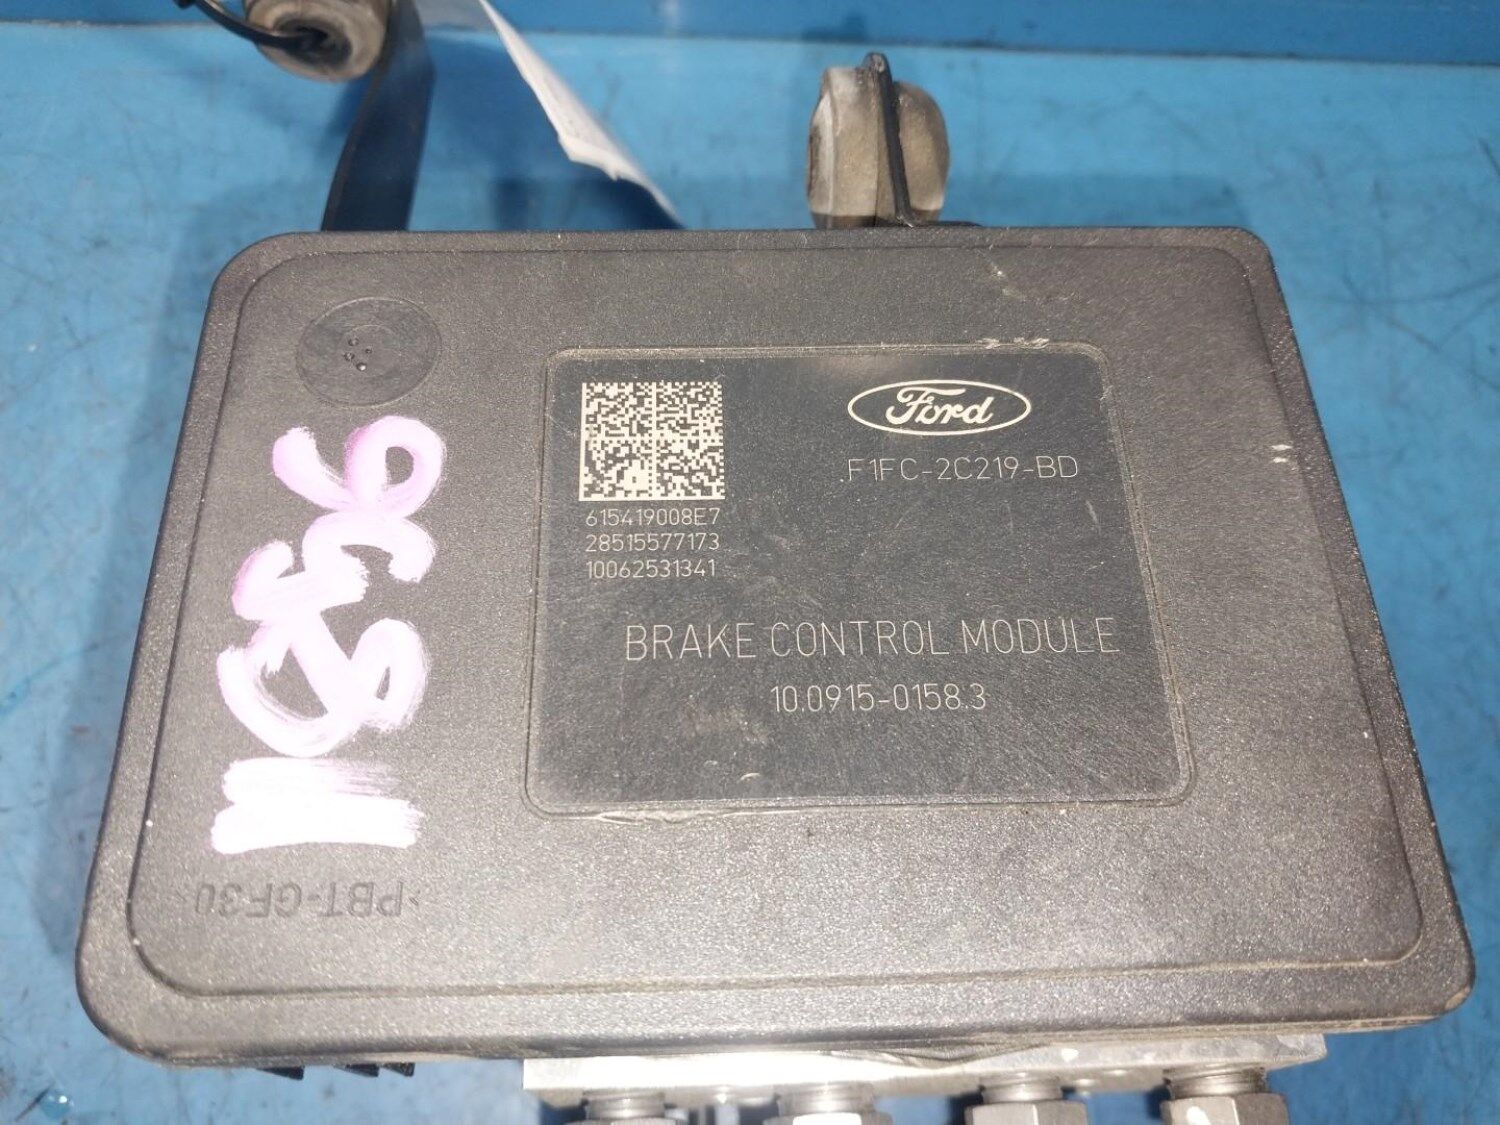 Ford
F1FC-2C219-BD
615419008E7
28515577173
10062531341
BRAKE CONTROL MODULE
10.0915-0158.3
>PBT-GF30<